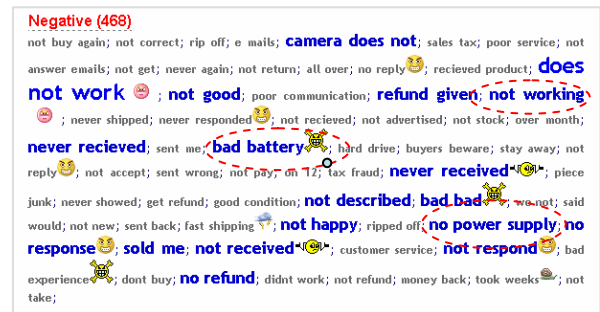 Negative (468)
not buy again; not correct; rip off; e mails; camera does not; sales tax; poor service; not
answer emails; not get; never again; not return; all over; no reply; recieved product; does
not work ; not good; poor communication; refund given; not working
; never shipped; never responded; not recieved; not advertised; not stock; over month;
never recieved; sent me; bad battery; hard drive; buyers beware; stay away; not
reply; not accept; sent wrong; not pay; on 12; tax fraud; never received; piece
junk; never showed; get refund; good condition; not described; bad bad; we not; said
would; not new; sent back; fast shipping ; not happy; ripped off; no power supply; no
response; sold me; not received; customer service; not respond; bad
experience; dont buy; no refund; didnt work; not refund; money back; took weeks; not
take;